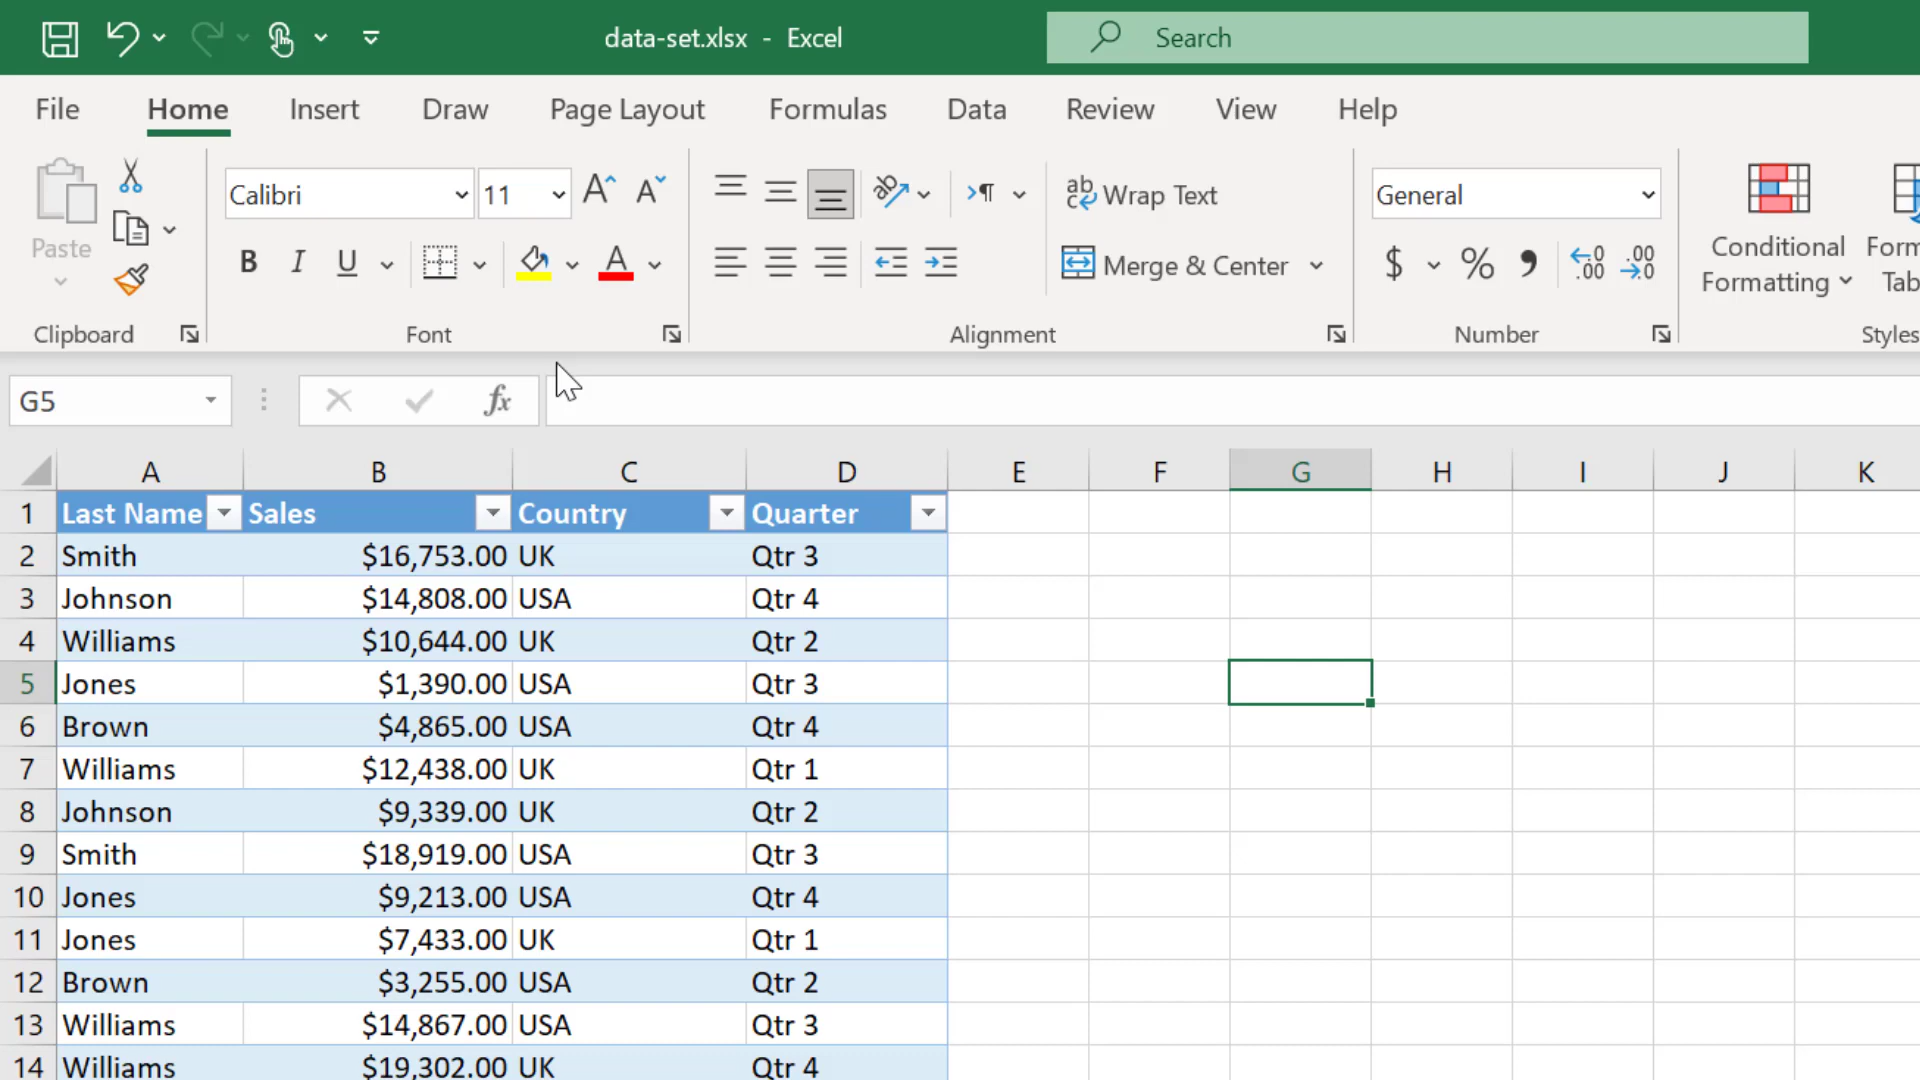 data-set.xlsx - Excel
Search
File Home Insert Draw Page Layout Formulas Data Review View Help
Calibri 11 Wrap Text General
Paste B I U A Merge & Center $ % Conditional Formatting
Clipboard Font Alignment Number Styles
G5 fx
A B C D E F G H I J K
1 Last Name Sales Country Quarter
2 Smith $16,753.00 UK Qtr 3
3 Johnson $14,808.00 USA Qtr 4
4 Williams $10,644.00 UK Qtr 2
5 Jones $1,390.00 USA Qtr 3
6 Brown $4,865.00 USA Qtr 4
7 Williams $12,438.00 UK Qtr 1
8 Johnson $9,339.00 UK Qtr 2
9 Smith $18,919.00 USA Qtr 3
10 Jones $9,213.00 USA Qtr 4
11 Jones $7,433.00 UK Qtr 1
12 Brown $3,255.00 USA Qtr 2
13 Williams $14,867.00 USA Qtr 3
14 Williams $19,302.00 UK Qtr 4